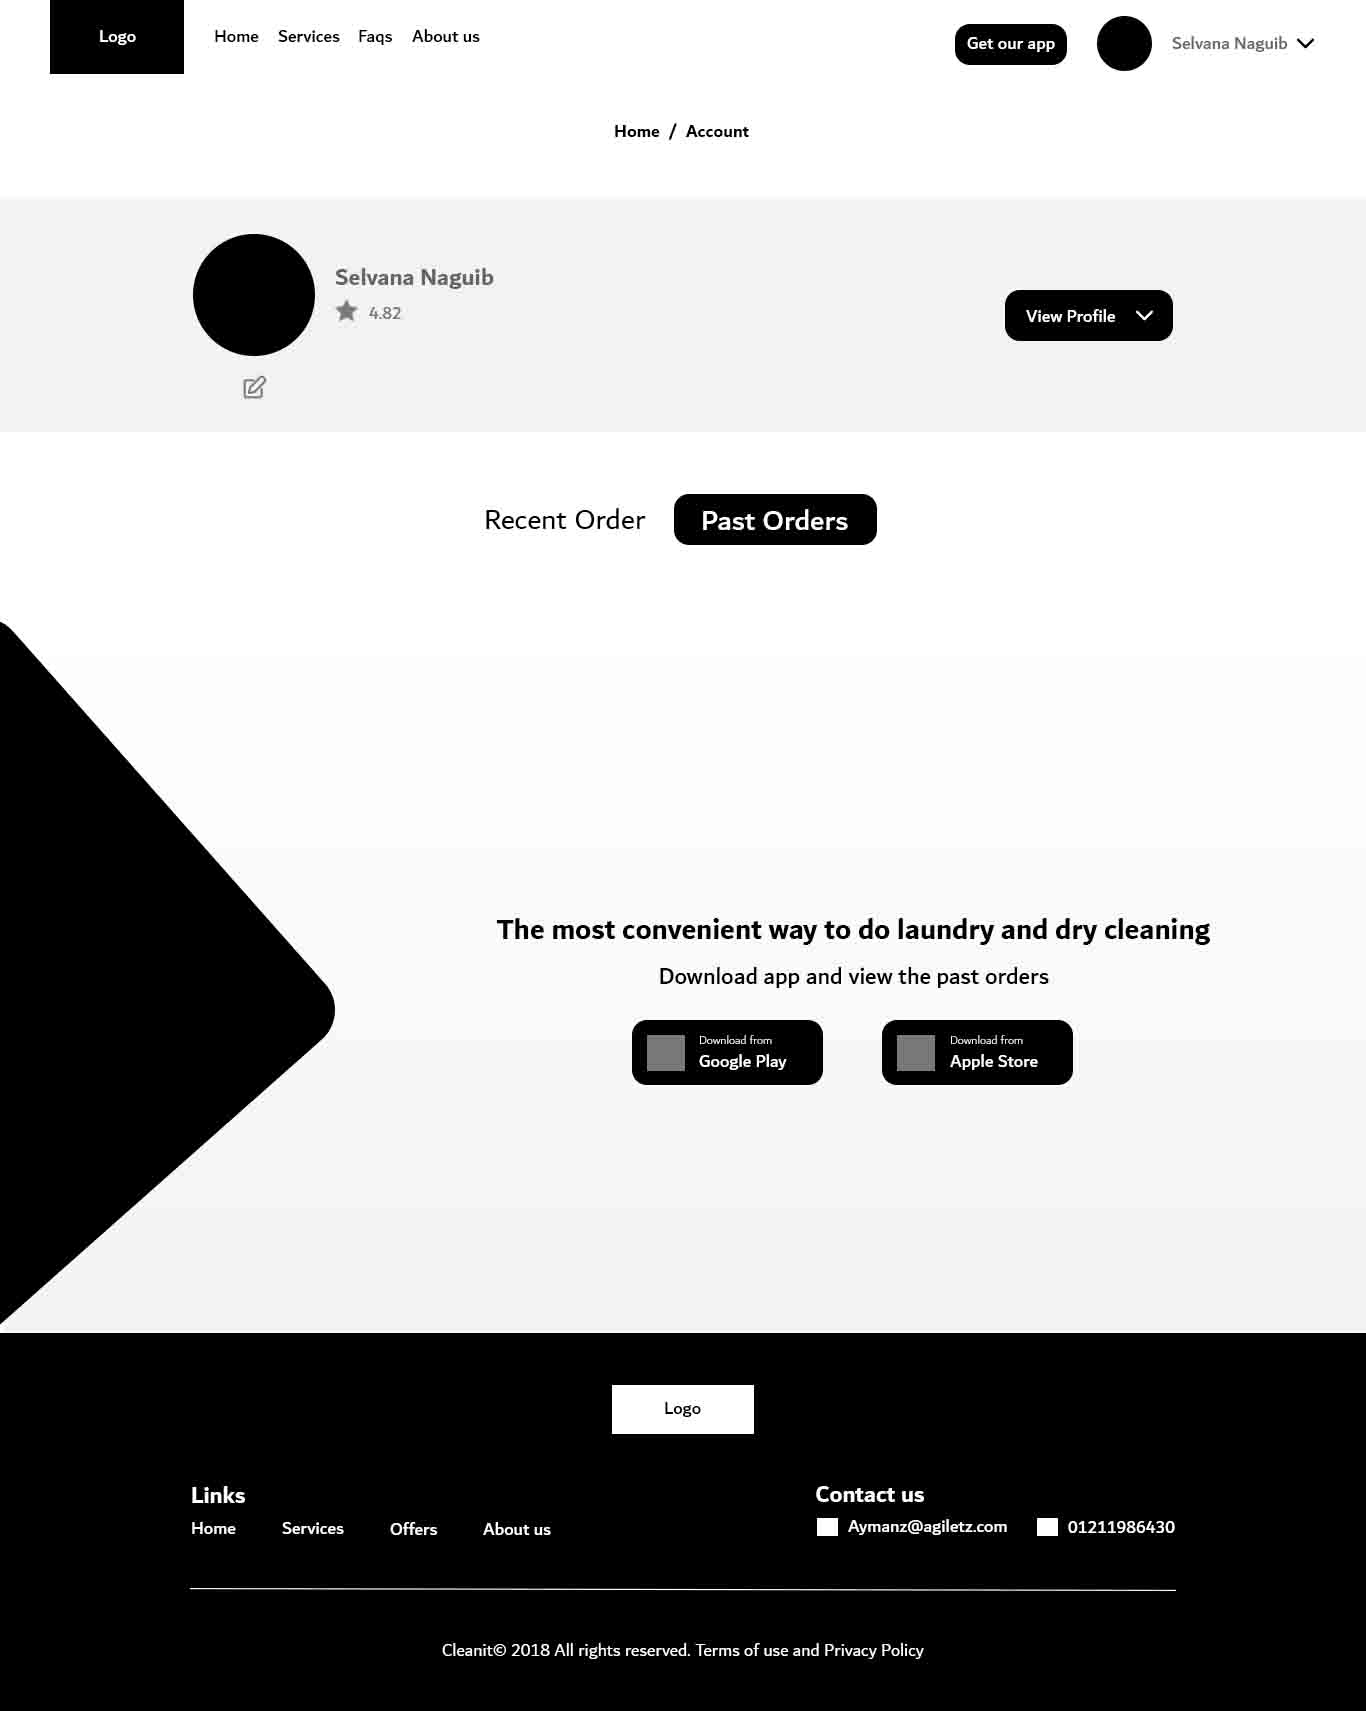 Logo
Home Services Faqs About us
Get our app
Selvana Naguib
Home / Account
Selvana Naguib
4.82
View Profile
Recent Order
Past Orders
The most convenient way to do laundry and dry cleaning
Download app and view the past orders
Download from
Google Play
Download from
Apple Store
Logo
Links
Home Services Offers About us
Contact us
Aymanz@agiletz.com 01211986430
Cleanit© 2018 All rights reserved. Terms of use and Privacy Policy